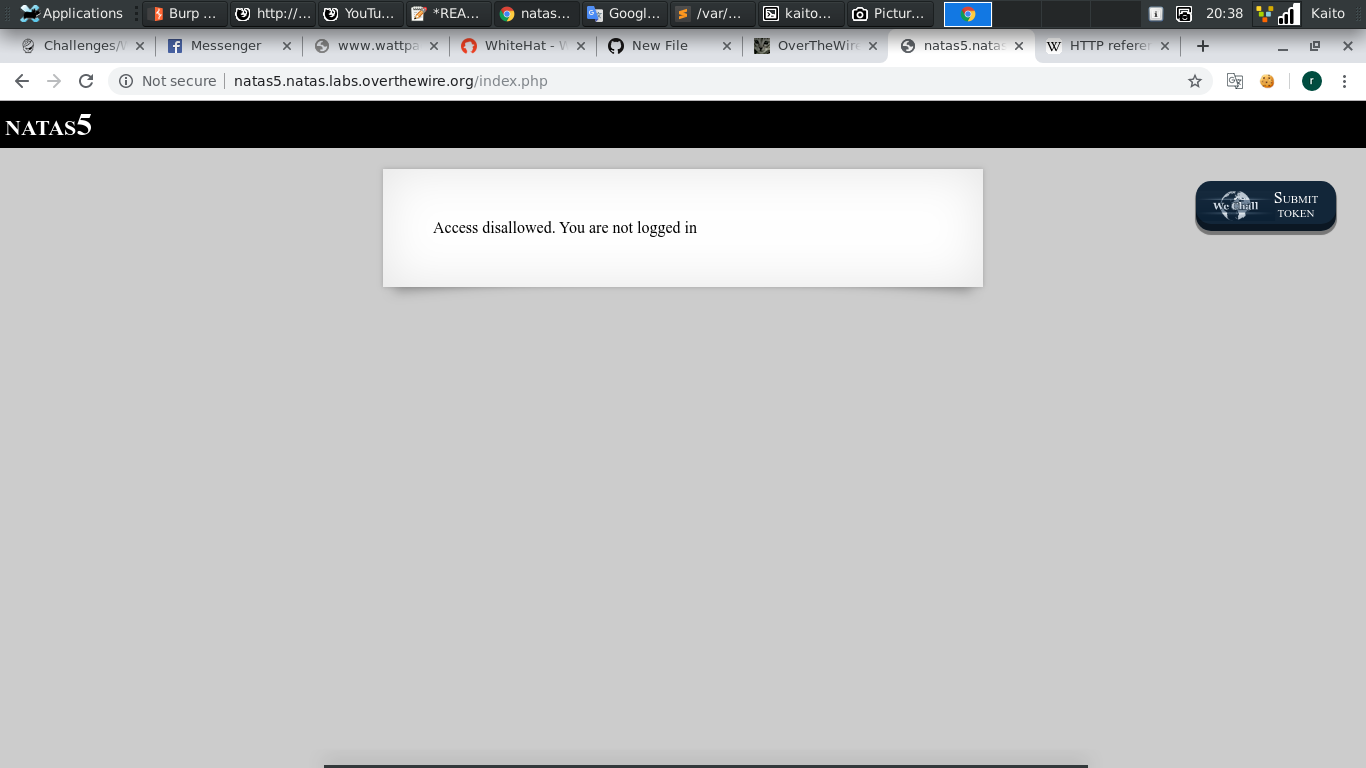 Applications
Burp ...
http://...
YouTu...
*REA...
natas...
Googl...
/var/...
kaito...
Pictur...
20:38
Kaito
Challenges/
Messenger
www.wattpa
WhiteHat - W
New File
OverTheWire
natas5.natas
HTTP referer
Not secure
natas5.natas.labs.overthewire.org/index.php
r
NATAS5
Access disallowed. You are not logged in
We Chall
SUBMIT
TOKEN